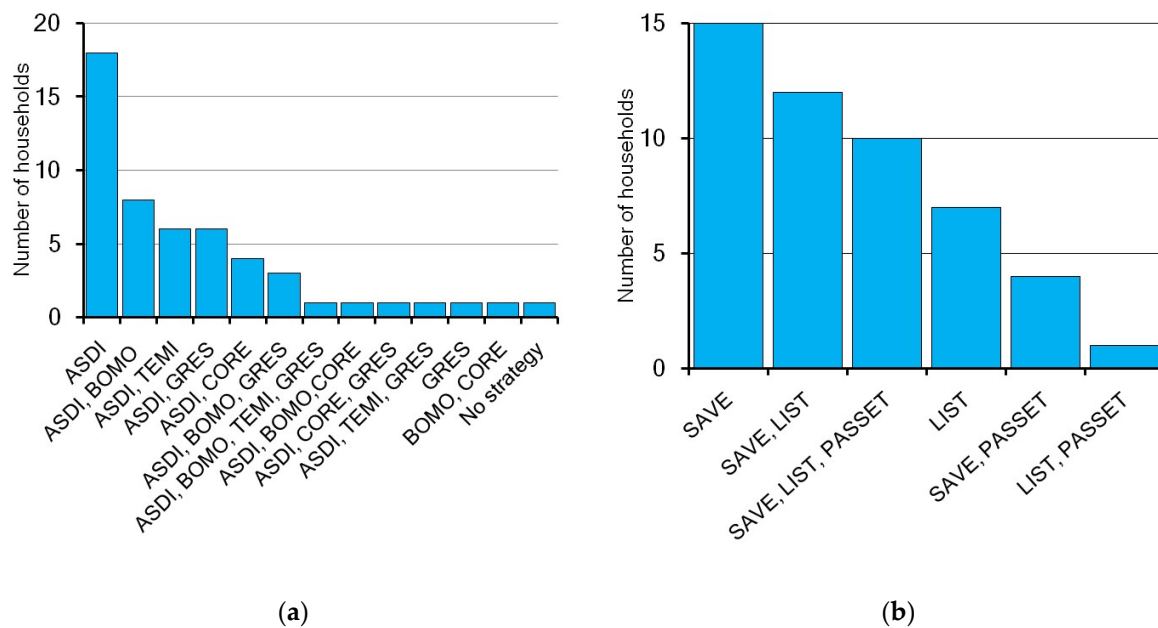 Number of households
20
15
10
5
0
ASDI
ASDI, BOMO
ASDI, TEMI
ASDI, GRES
ASDI, CORE
ASDI, BOMO, GRES
ASDI, BOMO, TEMI, GRES
ASDI, BOMO,CORE
ASDI, CORE, GRES
ASDI, TEMI, GRES
GRES
BOMO, CORE
No strategy
(a)
Number of households
15
10
5
0
SAVE
SAVE, LIST
SAVE, LIST, PASSET
LIST
SAVE, PASSET
LIST, PASSET
(b)